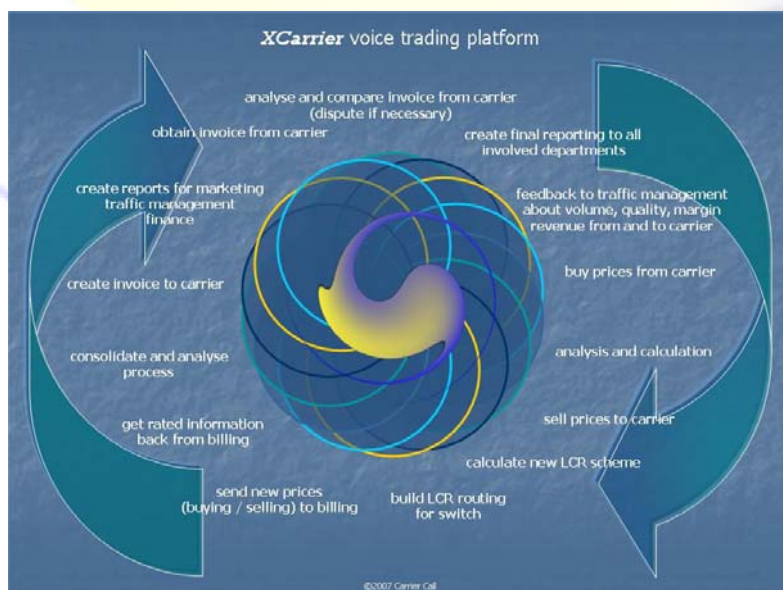 XCarrier voice trading platform
analyse and compare invoice from carrier
(dispute if necessary)
create final reporting to all
involved departments
feedback to traffic management
about volume, quality, margin
revenue from and to carrier
buy prices from carrier
analysis and calculation
sell prices to carrier
calculate new LCR scheme
build LCR routing
for switch
send new prices
(buying / selling) to billing
get rated information
back from billing
consolidate and analyse
process
create invoice to carrier
create reports for marketing
traffic management
finance
obtain invoice from carrier
©2007 Carrier Call